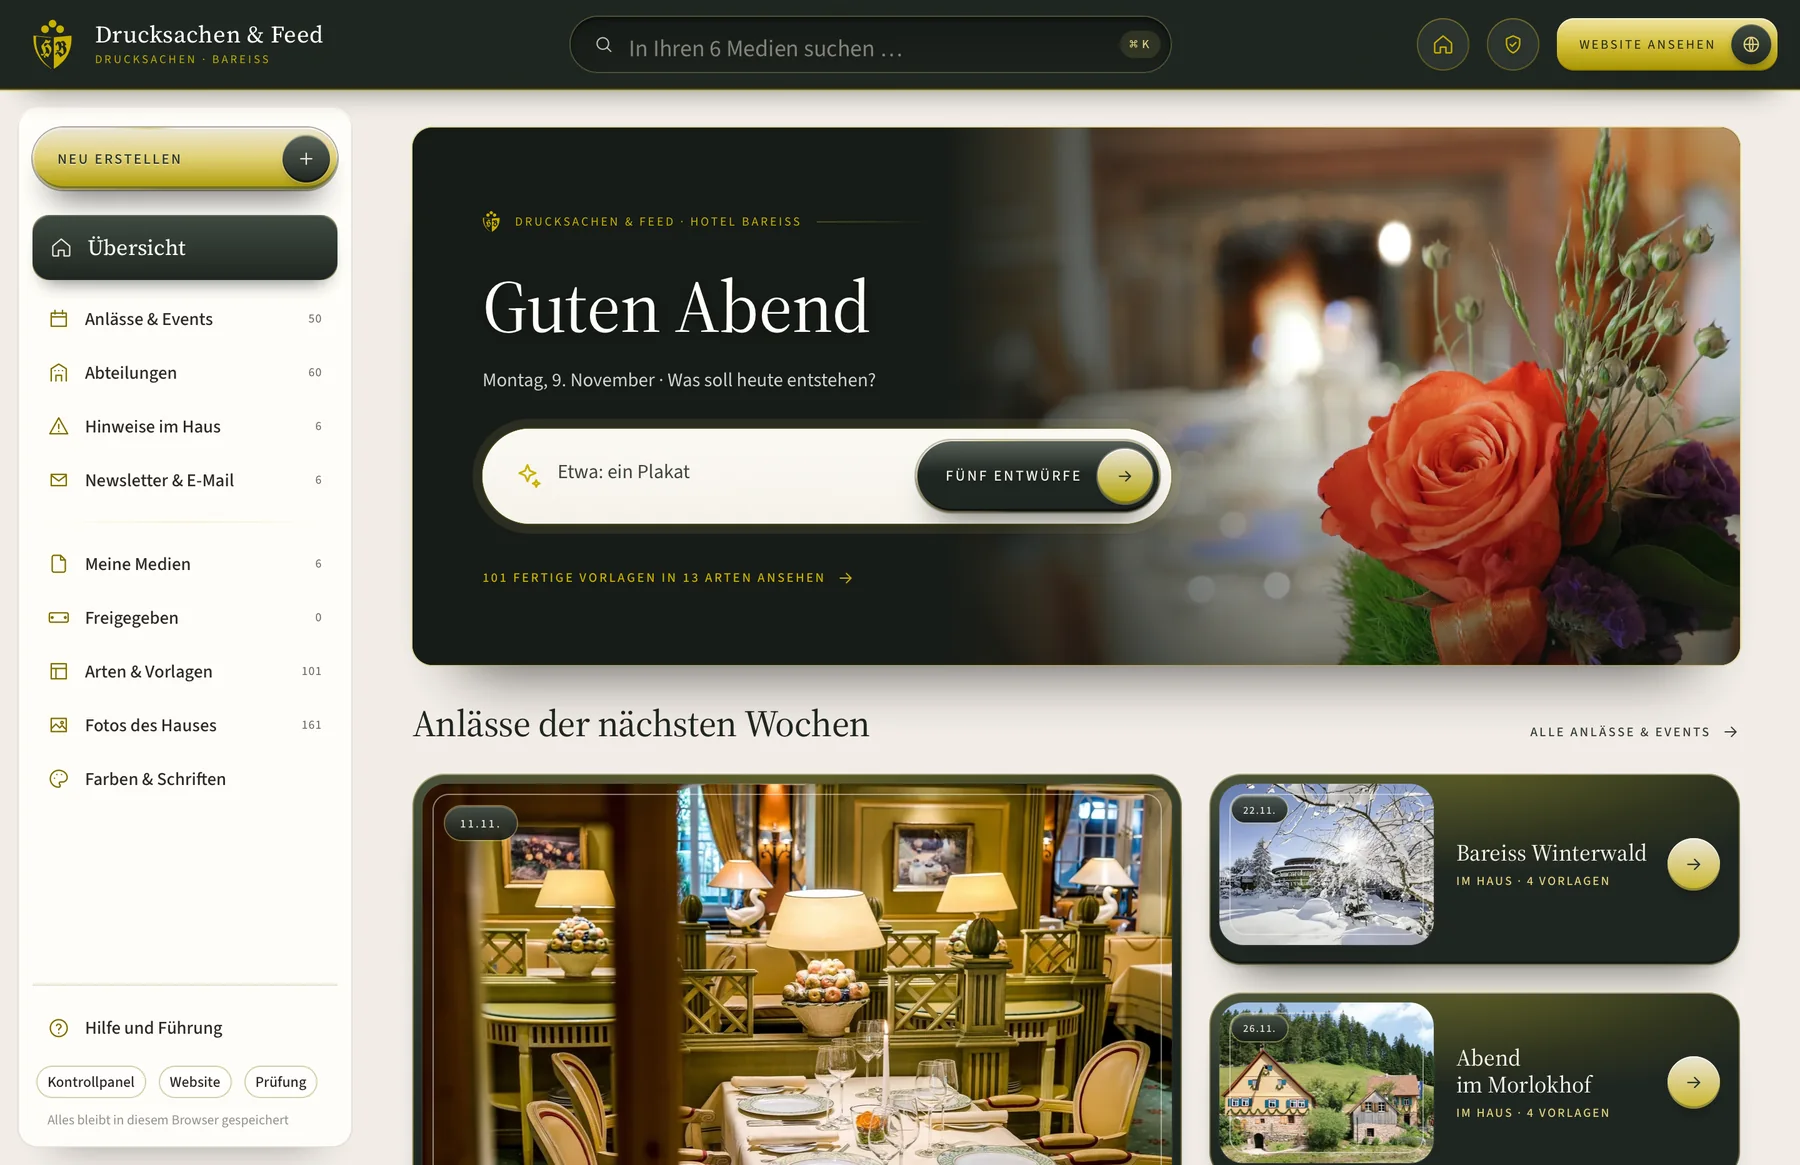 Drucksachen & Feed
DRUCKSACHEN · BAREISS
In Ihren 6 Medien suchen …
⌘ K
WEBSITE ANSEHEN
NEU ERSTELLEN
Übersicht
Anlässe & Events 50
Abteilungen 60
Hinweise im Haus 6
Newsletter & E-Mail 6
Meine Medien 6
Freigegeben 0
Arten & Vorlagen 101
Fotos des Hauses 161
Farben & Schriften
Hilfe und Führung
Kontrollpanel Website Prüfung
Alles bleibt in diesem Browser gespeichert
DRUCKSACHEN & FEED · HOTEL BAREISS
Guten Abend
Montag, 9. November · Was soll heute entstehen?
Etwa: ein Plakat
FÜNF ENTWÜRFE
101 FERTIGE VORLAGEN IN 13 ARTEN ANSEHEN
Anlässe der nächsten Wochen
ALLE ANLÄSSE & EVENTS
11.11.
22.11.
Bareiss Winterwald
IM HAUS · 4 VORLAGEN
26.11.
Abend
im Morlokhof
IM HAUS · 4 VORLAGEN